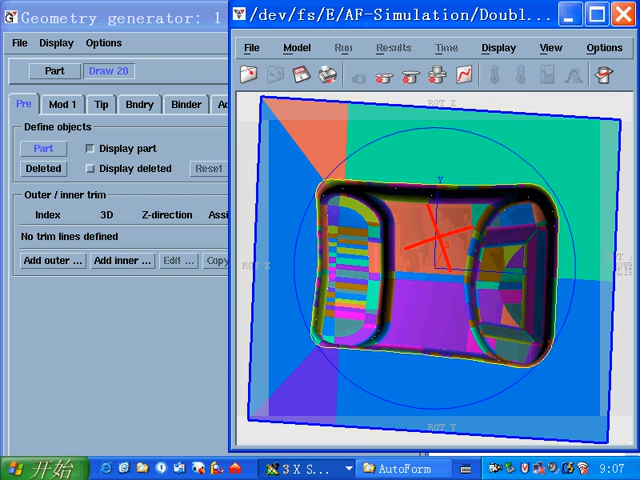 Geometry generator: 1
File Display Options
Part Draw 20
Pre Mod 1 Tip Bndry Binder
Define objects
Part Display part
Deleted Display deleted Reset
Outer / inner trim
Index 3D Z-direction
No trim lines defined
Add outer ... Add inner ... Edit ... Copy
/dev/fs/E/AF-Simulation/Doubl...
File Model Run Results Time Display View Options
ROT Z
Y
Z
ROT X
ROT Y
开始
3 X S...
AutoForm
9:07